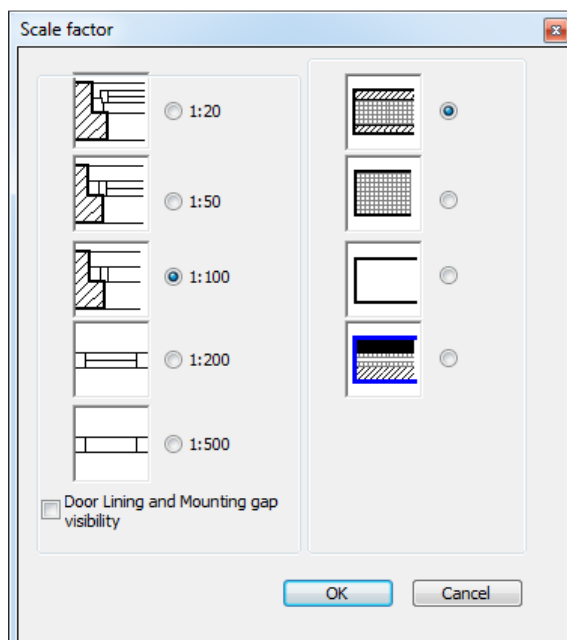 Scale factor
1:20
1:50
1:100
1:200
1:500
Door Lining and Mounting gap
visibility
OK
Cancel